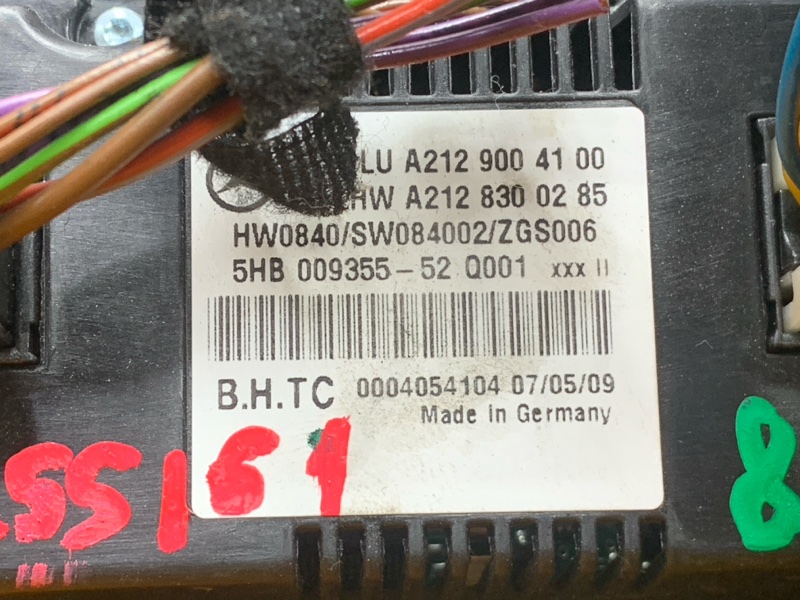 LU A212 900 41 00
HW A212 830 02 85
HW0840/SW084002/ZGS006
5HB 009355-52 Q001 xxx II
B.H.TC 0004054104 07/05/09
Made in Germany
55161
8